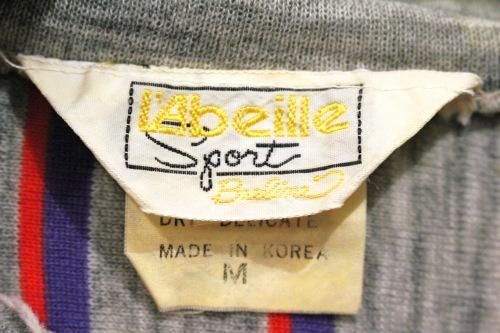 L'Abeille
Sport
DRY DELICATE
MADE IN KOREA
M